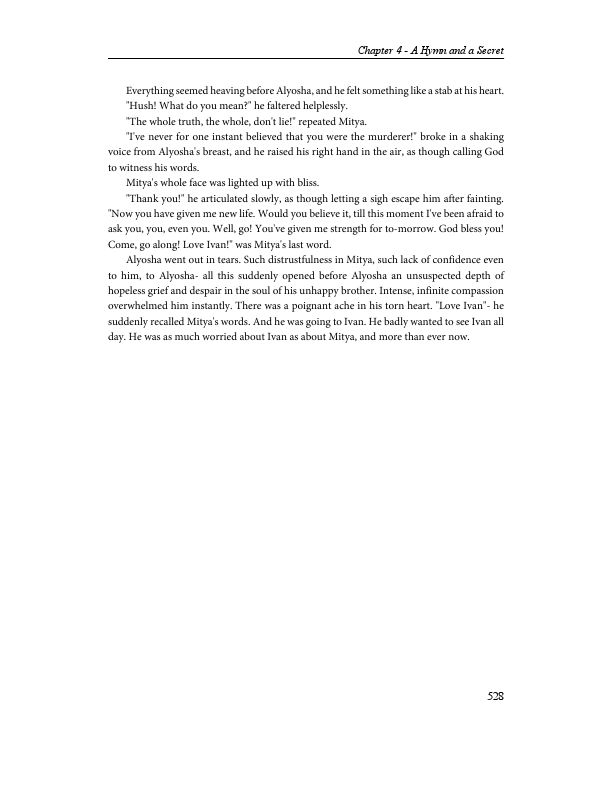 Chapter 4 - A Hymn and a Secret
Everything seemed heaving before Alyosha, and he felt something like a stab at his heart.
"Hush! What do you mean?" he faltered helplessly.
"The whole truth, the whole, don't lie!" repeated Mitya.
"I've never for one instant believed that you were the murderer!" broke in a shaking
voice from Alyosha's breast, and he raised his right hand in the air, as though calling God
to witness his words.
Mitya's whole face was lighted up with bliss.
"Thank you!" he articulated slowly, as though letting a sigh escape him after fainting.
"Now you have given me new life. Would you believe it, till this moment I've been afraid to
ask you, you, even you. Well, go! You've given me strength for to-morrow. God bless you!
Come, go along! Love Ivan!" was Mitya's last word.
Alyosha went out in tears. Such distrustfulness in Mitya, such lack of confidence even
to him, to Alyosha- all this suddenly opened before Alyosha an unsuspected depth of
hopeless grief and despair in the soul of his unhappy brother. Intense, infinite compassion
overwhelmed him instantly. There was a poignant ache in his torn heart. "Love Ivan"- he
suddenly recalled Mitya's words. And he was going to Ivan. He badly wanted to see Ivan all
day. He was as much worried about Ivan as about Mitya, and more than ever now.
528